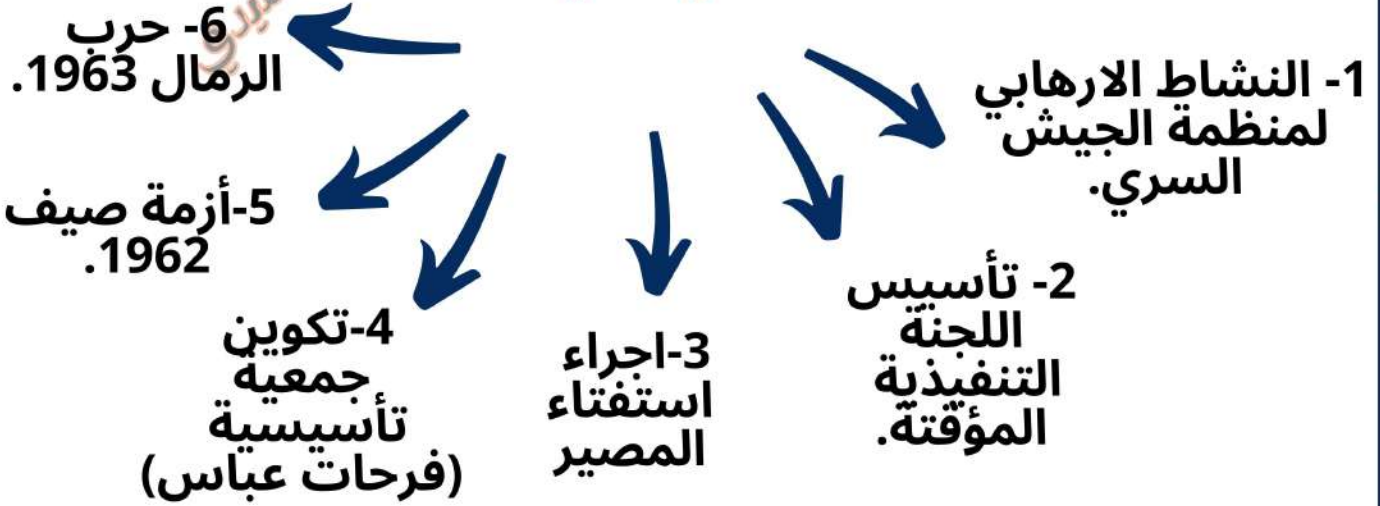 1- النشاط الارهابي
لمنظمة الجيش
السري.
2- تأسيس
اللجنة
التنفيذية
المؤقتة.
3-اجراء
استفتاء
المصير
4-تكوين
جمعية
تأسيسية
(فرحات عباس)
5-أزمة صيف
1962.
6- حرب
الرمال 1963.